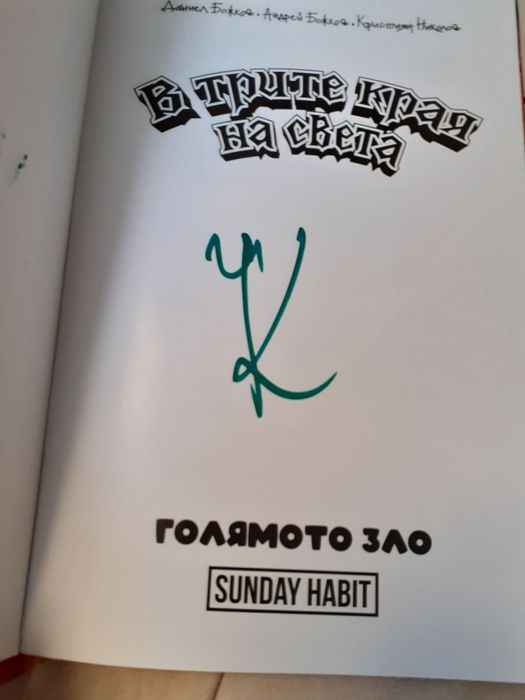 Даниел Божков • Андрей Божков • Кристиян Николов
В трите края
на света
ГОЛЯМОТО ЗЛО
SUNDAY HABIT